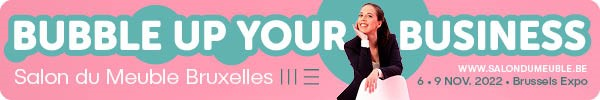 BUBBLE UP YOUR BUSINESS
Salon du Meuble Bruxelles
WWW.SALONDUMEUBLE.BE
6 • 9 NOV. 2022 • Brussels Expo